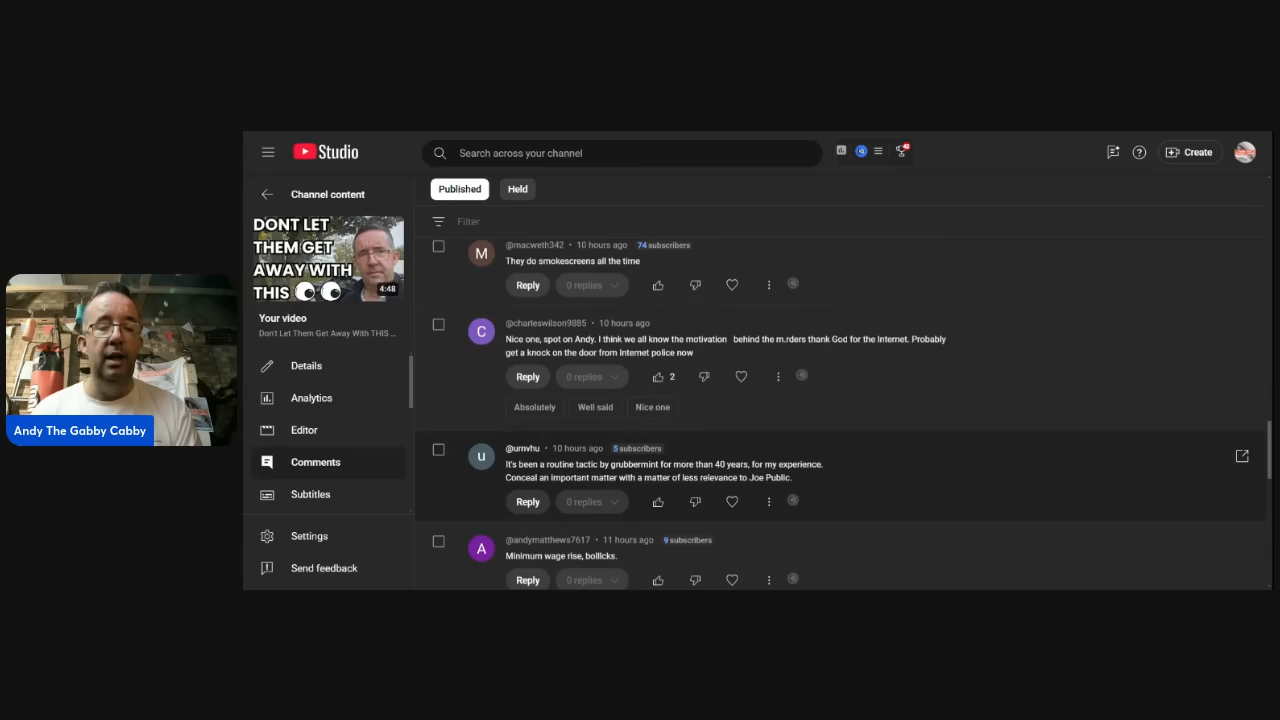 Studio
Search across your channel
Create
Channel content
Published
Held
Filter
DONT LET
THEM GET
AWAY WITH
THIS
4:48
Your video
Don't Let Them Get Away With THIS ...
Details
Analytics
Editor
Comments
Subtitles
Settings
Send feedback
Andy The Gabby Cabby
M
@macweth342 • 10 hours ago 74 subscribers
They do smokescreens all the time
Reply 0 replies
C
@charleswilson9885 • 10 hours ago
Nice one, spot on Andy. I think we all know the motivation behind the m.rders thank God for the Internet. Probably
get a knock on the door from Internet police now
Reply 0 replies 2
Absolutely Well said Nice one
u
@umvhu • 10 hours ago 5 subscribers
It's been a routine tactic by grubbermint for more than 40 years, for my experience.
Conceal an important matter with a matter of less relevance to Joe Public.
Reply 0 replies
A
@andymatthews7617 • 11 hours ago 9 subscribers
Minimum wage rise, bollicks.
Reply 0 replies